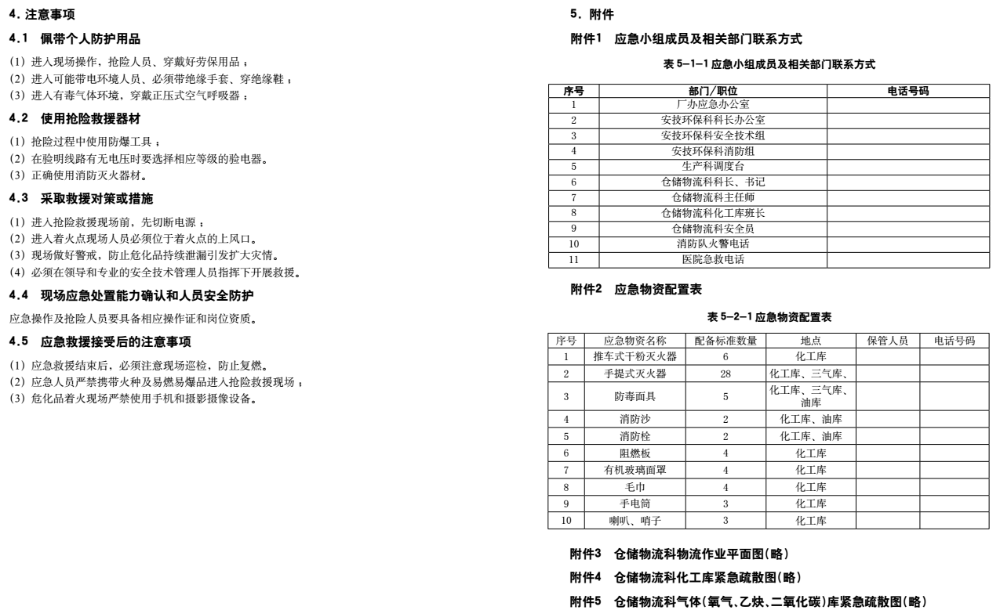 4. 注意事项
4.1 佩带个人防护用品
(1) 进入现场操作，抢险人员、穿戴好劳保用品；
(2) 进入可能带电环境人员、必须带绝缘手套、穿绝缘鞋；
(3) 进入有毒气体环境，穿戴正压式空气呼吸器；
4.2 使用抢险救援器材
(1) 抢险过程中使用防爆工具；
(2) 在验明线路有无电压时要选择相应等级的验电器。
(3) 正确使用消防灭火器材。
4.3 采取救援对策或措施
(1) 进入抢险救援现场前，先切断电源；
(2) 进入着火点现场人员必须位于着火点的上风口。
(3) 现场做好警戒，防止危化品持续泄漏引发扩大灾情。
(4) 必须在领导和专业的安全技术管理人员指挥下开展救援。
4.4 现场应急处置能力确认和人员安全防护
应急操作及抢险人员要具备相应操作证和岗位资质。
4.5 应急救援接受后的注意事项
(1) 应急救援结束后，必须注意现场巡检，防止复燃。
(2) 应急人员严禁携带火种及易燃易爆品进入抢险救援现场；
(3) 危化品着火现场严禁使用手机和摄影摄像设备。
5. 附件
附件1 应急小组成员及相关部门联系方式
表 5-1-1 应急小组成员及相关部门联系方式
序号 部门/职位 电话号码
1 厂办应急办公室
2 安技环保科科长办公室
3 安技环保科安全技术组
4 安技环保科消防组
5 生产科调度台
6 仓储物流科科长、书记
7 仓储物流科主任师
8 仓储物流科化工库班长
9 仓储物流科安全员
10 消防队火警电话
11 医院急救电话
附件2 应急物资配置表
表 5-2-1 应急物资配置表
序号 应急物资名称 配备标准数量 地点 保管人员 电话号码
1 推车式干粉灭火器 6 化工库
2 手提式灭火器 28 化工库、三气库、
3 防毒面具 5 化工库、三气库、
油库
4 消防沙 2 化工库、油库
5 消防栓 2 化工库、油库
6 阻燃板 4 化工库
7 有机玻璃面罩 4 化工库
8 毛巾 4 化工库
9 手电筒 3 化工库
10 喇叭、哨子 3 化工库
附件3 仓储物流科物流作业平面图(略)
附件4 仓储物流科化工库紧急疏散图(略)
附件5 仓储物流科气体(氧气、乙炔、二氧化碳)库紧急疏散图(略)